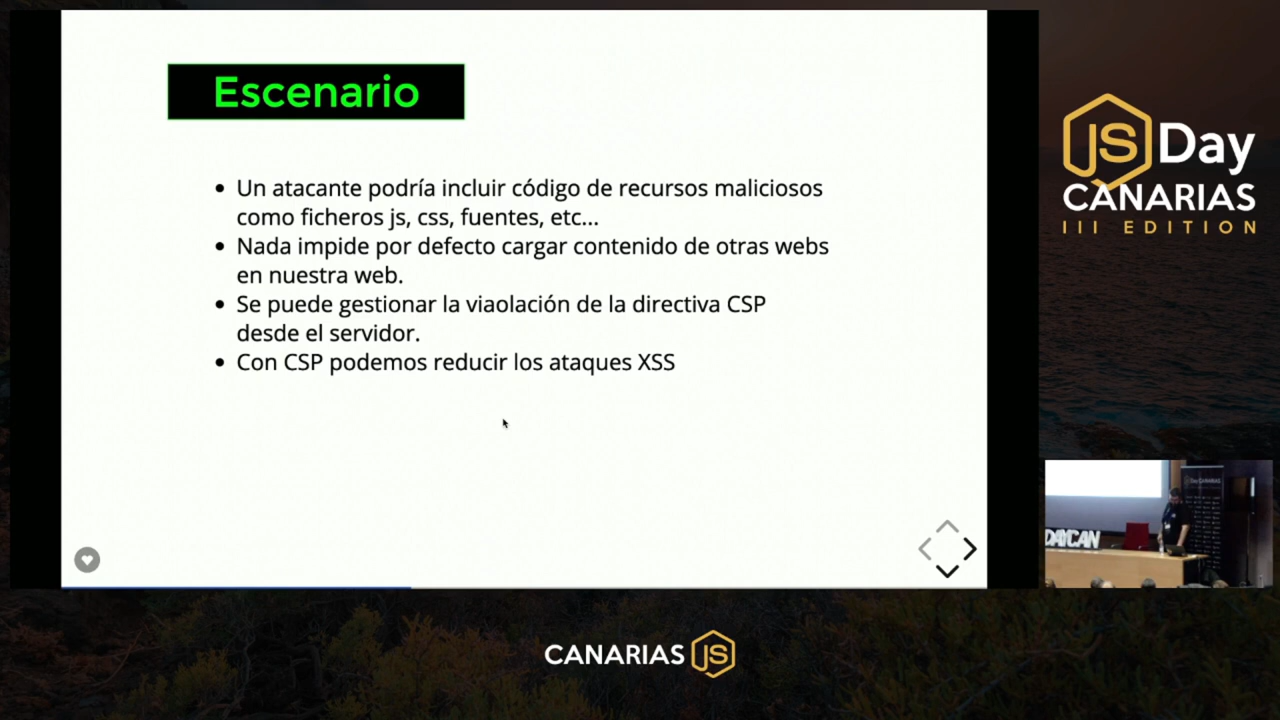 Escenario
Un atacante podría incluir código de recursos maliciosos
como ficheros js, css, fuentes, etc...
Nada impide por defecto cargar contenido de otras webs
en nuestra web.
Se puede gestionar la viaolación de la directiva CSP
desde el servidor.
Con CSP podemos reducir los ataques XSS
JS Day
CANARIAS
III EDITION
DAYCAN
CANARIAS JS